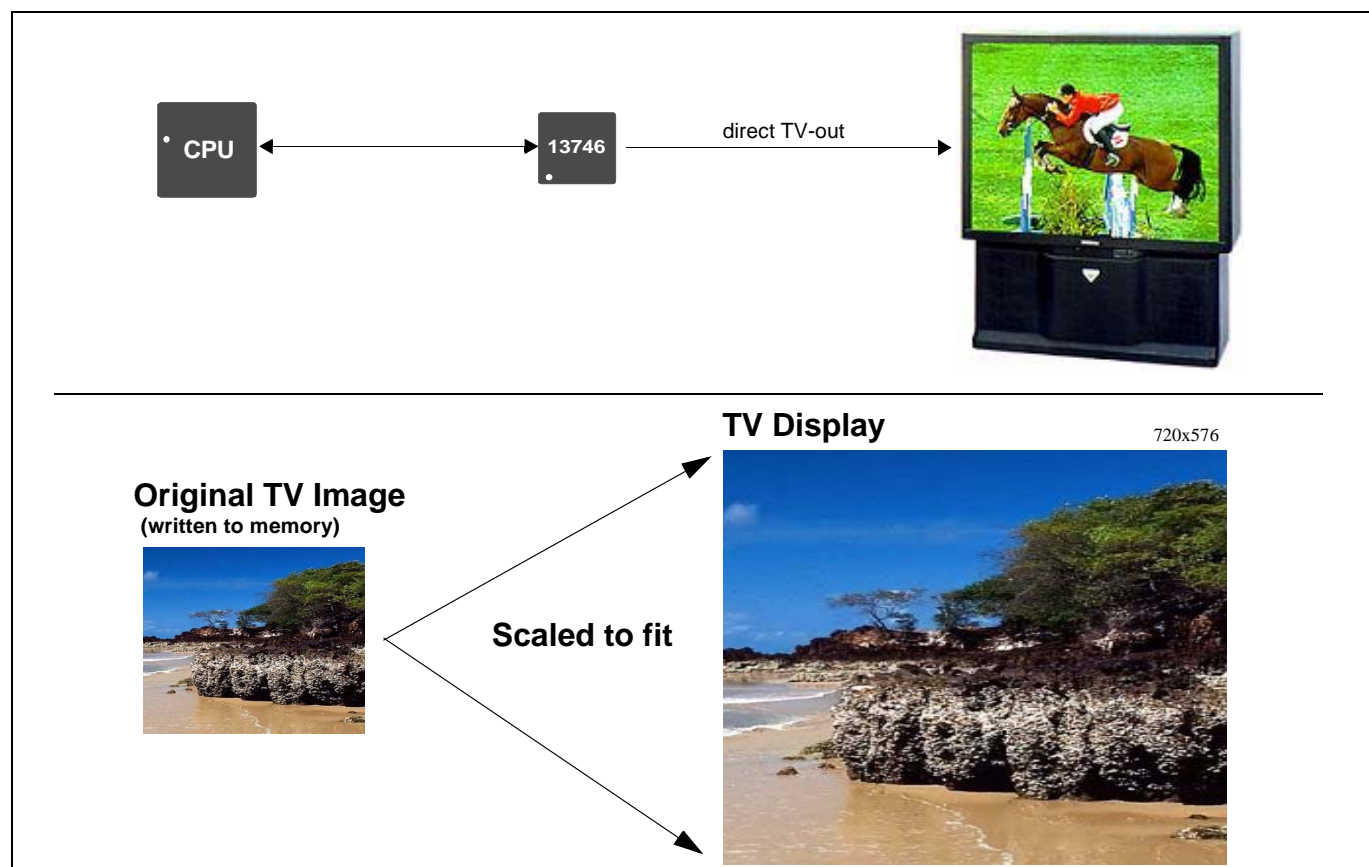 CPU
13746
direct TV-out
TV Display
720x576
Original TV Image
(written to memory)
Scaled to fit